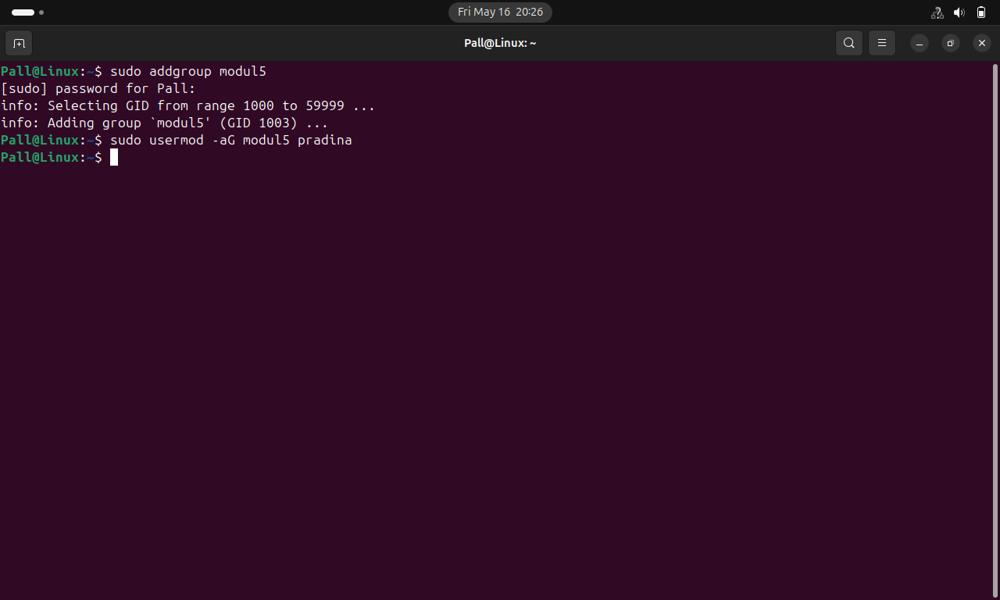 Fri May 16 20:26
Pall@Linux: ~
Pall@Linux:~$ sudo addgroup modul5
[sudo] password for Pall:
info: Selecting GID from range 1000 to 59999 ...
info: Adding group `modul5' (GID 1003) ...
Pall@Linux:~$ sudo usermod -aG modul5 pradina
Pall@Linux:~$